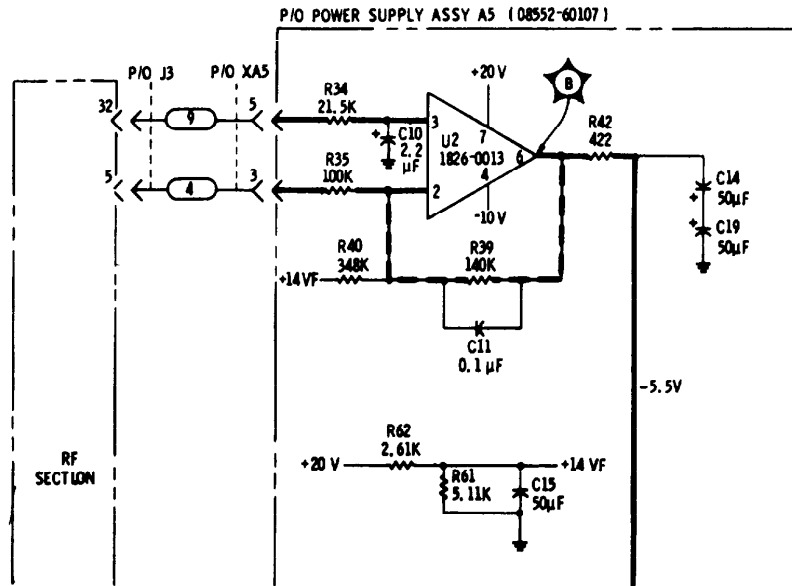 P/O POWER SUPPLY ASSY A5 (08552-60107)
P/O J3
P/O XA5
32
9
5
R34
21.5K
+20 V
B
3
C10
2.2
µF
+
U2
1826-0013
7
6
4
R42
422
5
4
3
R35
100K
2
-10 V
C14
50µF
+
C19
50µF
+
R40
348K
R39
140K
+14 VF
C11
0.1 µF
-5.5V
RF
SECTION
R62
2.61K
+20 V
+14 VF
R61
5.11K
C15
50µF